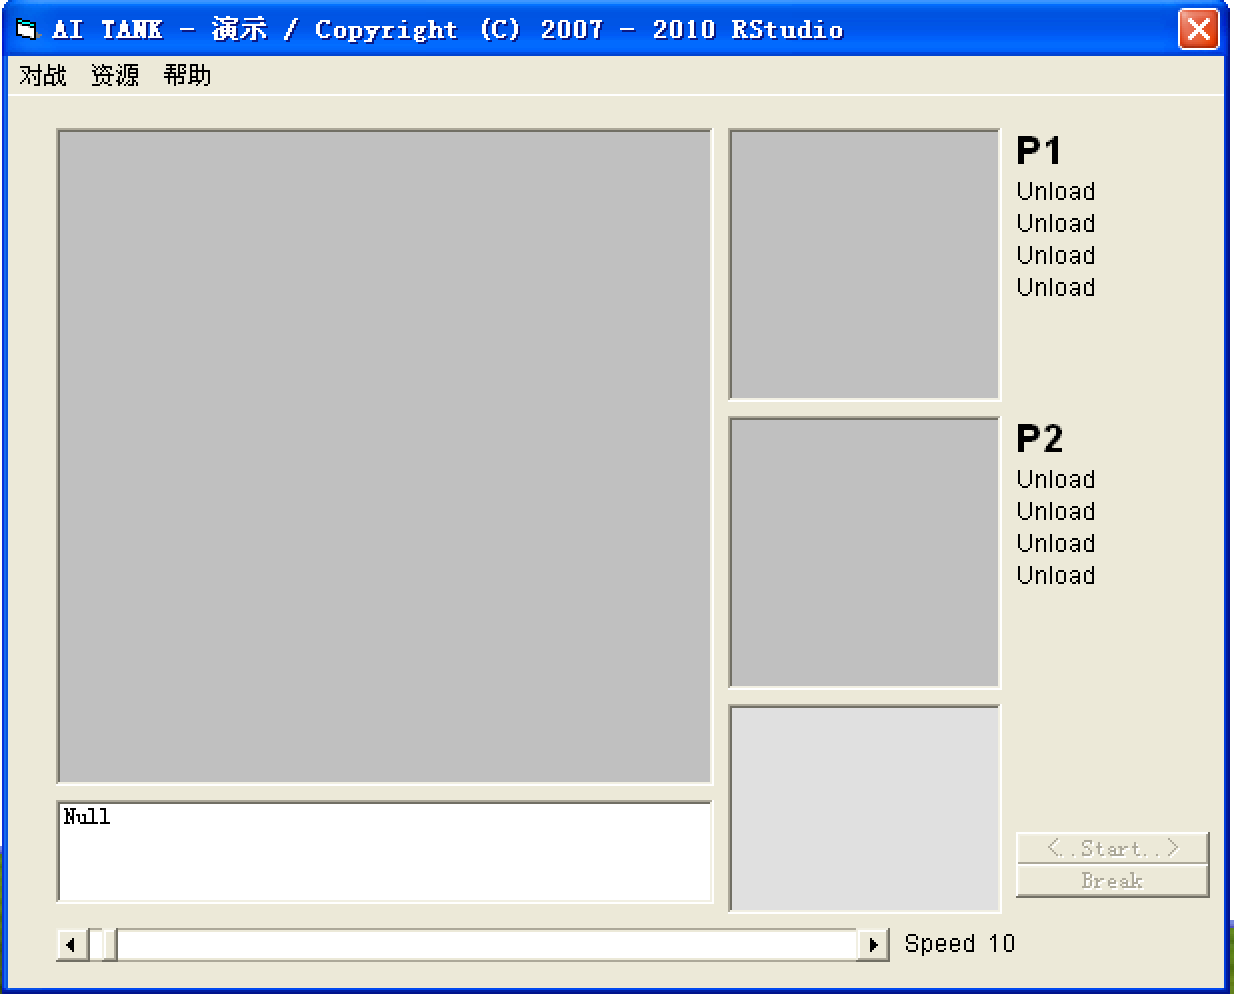 AI TANK - 演示 / Copyright (C) 2007 - 2010 RStudio
对战 资源 帮助
P1
Unload
Unload
Unload
Unload
P2
Unload
Unload
Unload
Unload
Null
<..Start..>
Break
Speed 10